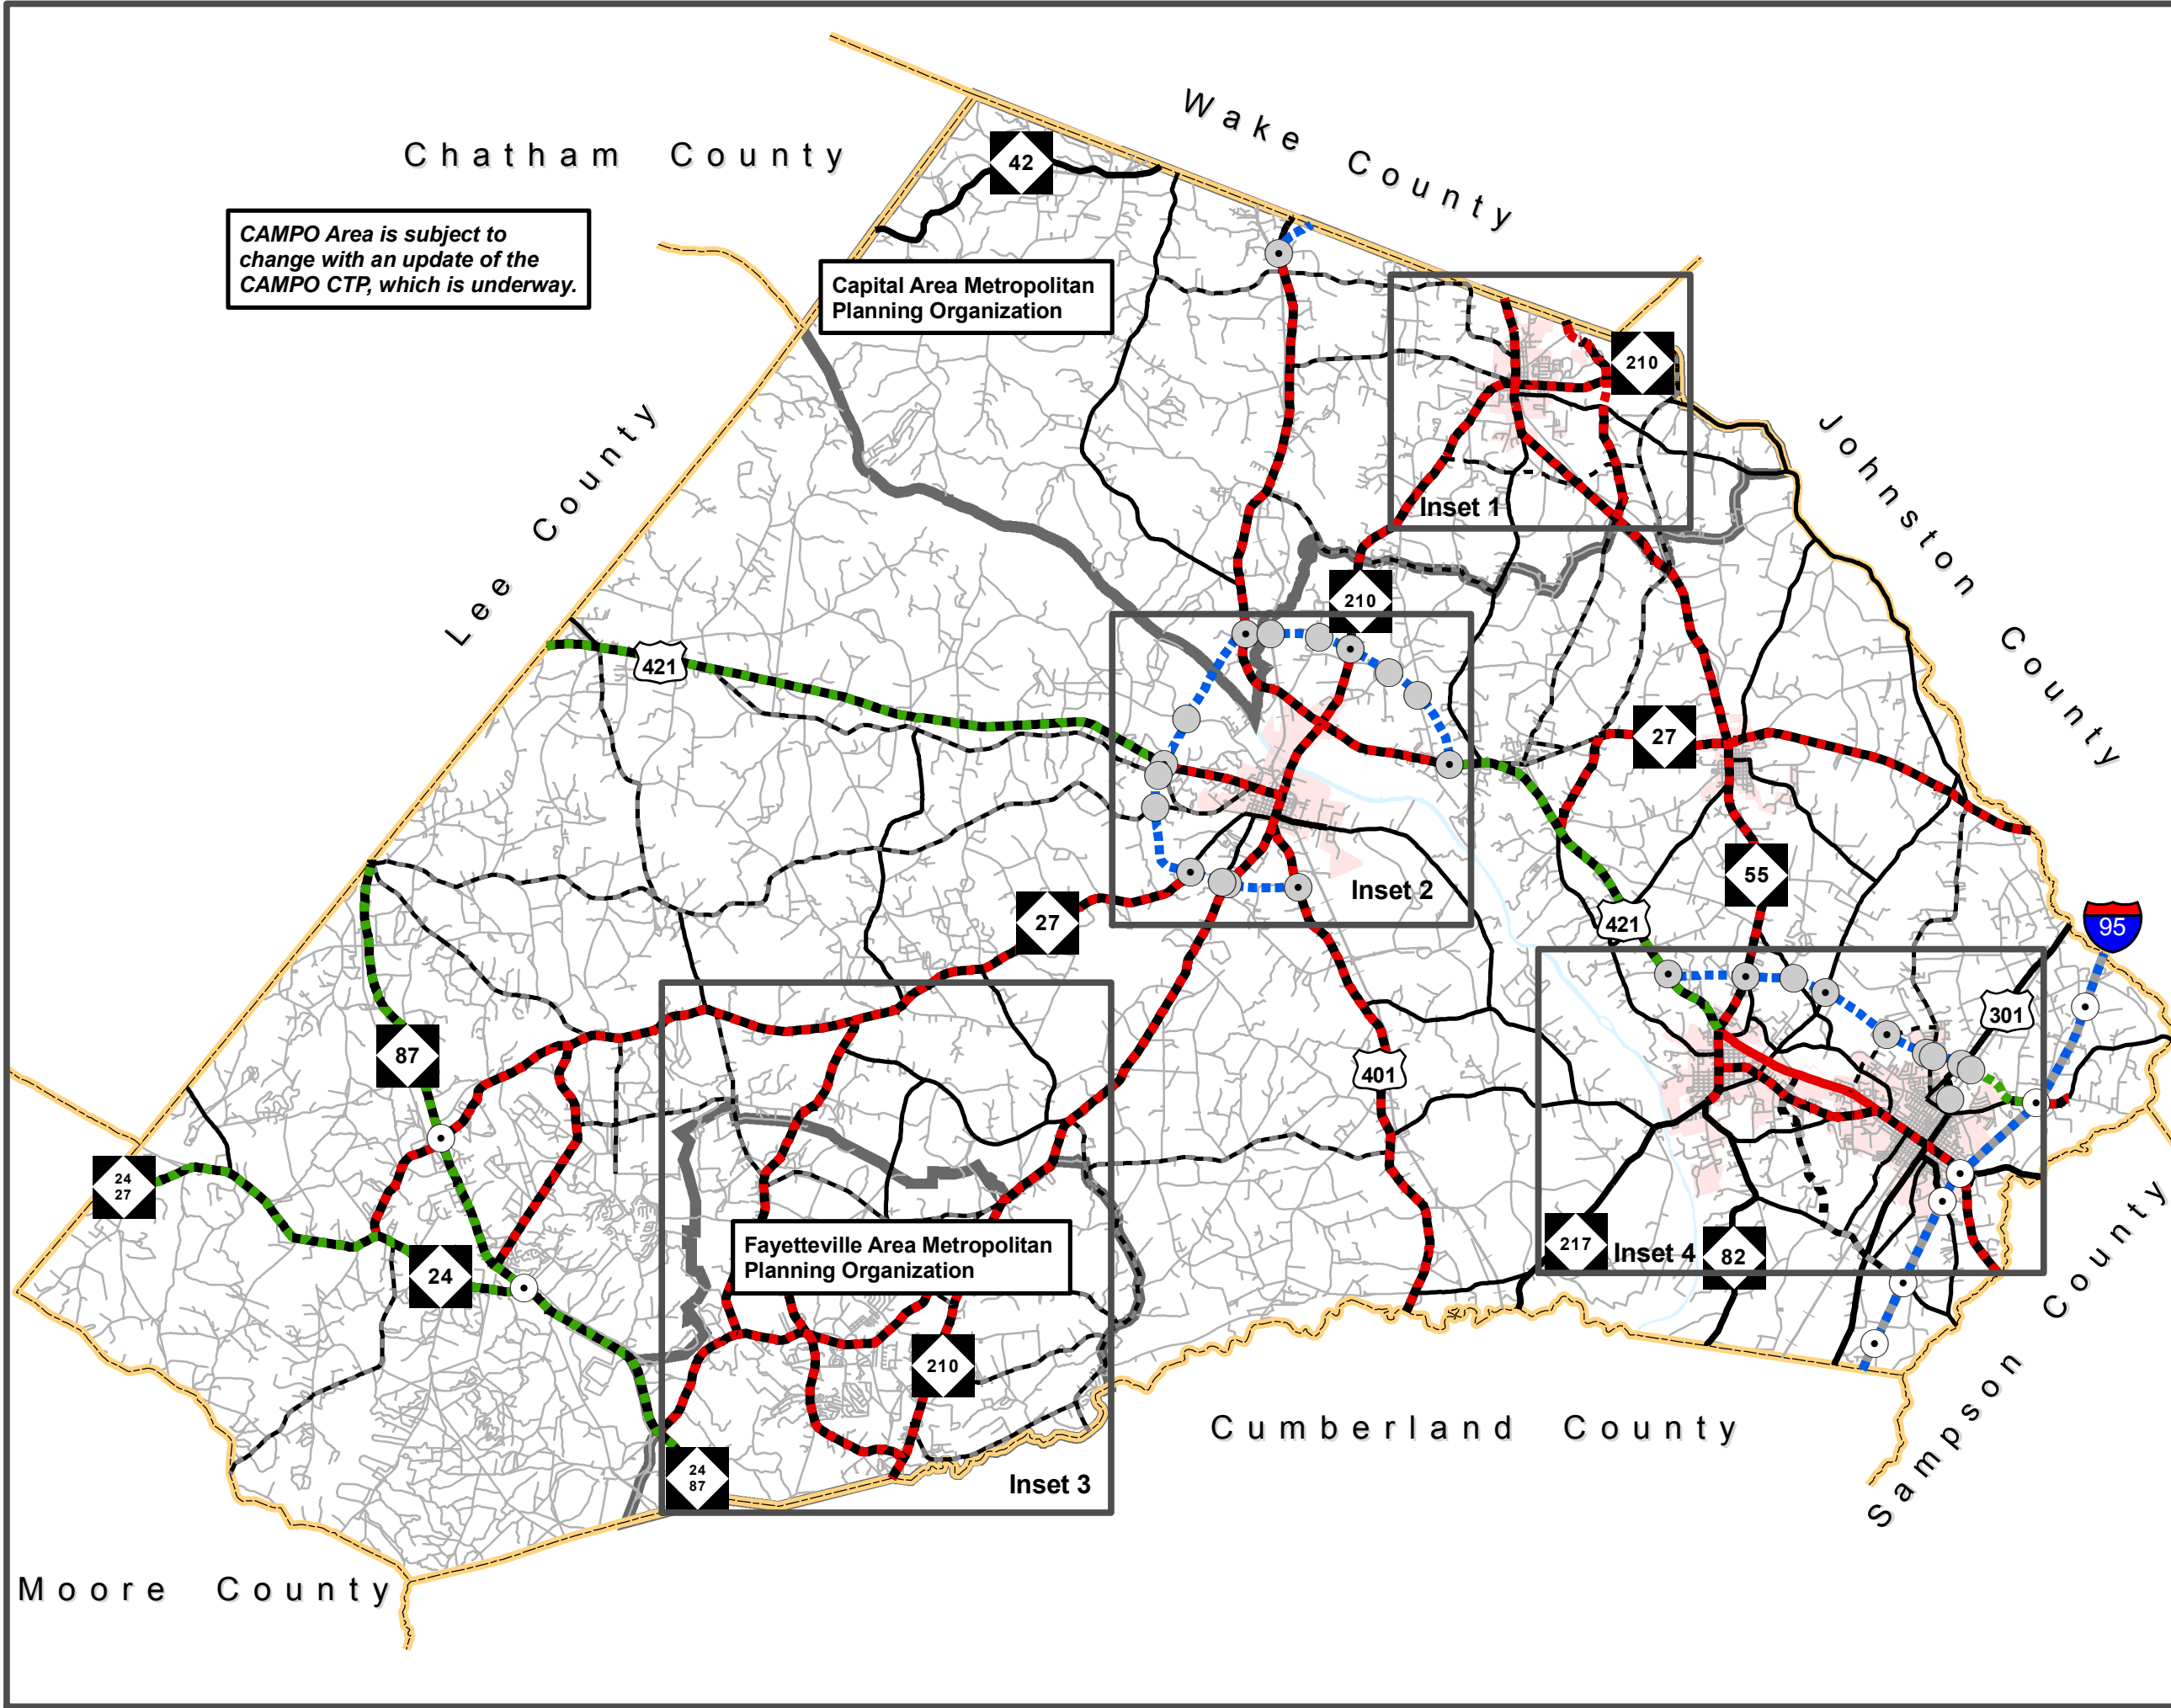 Wake County
Chatham County
42
CAMPO Area is subject to
change with an update of the
CAMPO CTP, which is underway.
Capital Area Metropolitan
Planning Organization
210
Johnston County
Lee County
Inset 1
210
421
27
55
27
Inset 2
421
95
301
87
401
24
27
217
Inset 4
82
Fayetteville Area Metropolitan
Planning Organization
24
210
Sampson County
Cumberland County
24
87
Inset 3
Moore County